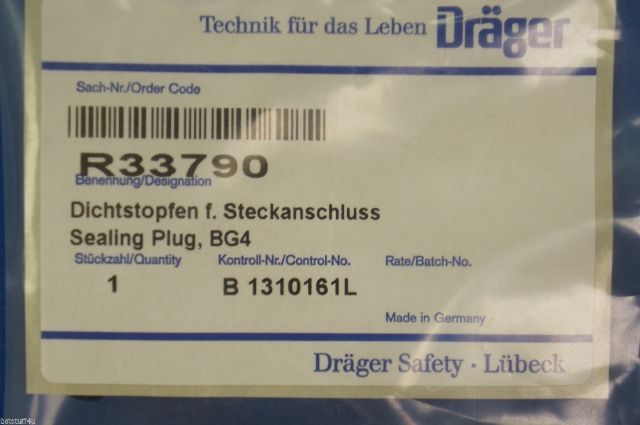 Technik für das Leben Dräger
Sach-Nr./Order Code
R33790
Benennung/Designation
Dichtstopfen f. Steckanschluss
Sealing Plug, BG4
Stückzahl/Quantity Kontroll-Nr./Control-No. Rate/Batch-No.
1 B 1310161L
Made in Germany
Dräger Safety · Lübeck
botstuff4u